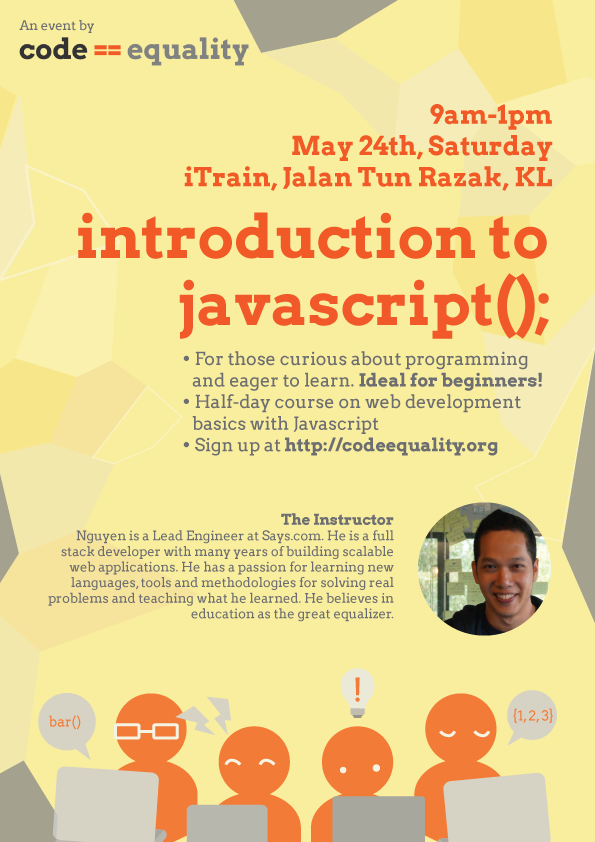 An event by
code == equality
9am-1pm
May 24th, Saturday
iTrain, Jalan Tun Razak, KL
introduction to
javascript();
• For those curious about programming
and eager to learn. Ideal for beginners!
• Half-day course on web development
basics with Javascript
• Sign up at http://codeequality.org
The Instructor
Nguyen is a Lead Engineer at Says.com. He is a full
stack developer with many years of building scalable
web applications. He has a passion for learning new
languages, tools and methodologies for solving real
problems and teaching what he learned. He believes in
education as the great equalizer.
!
bar()
{1, 2, 3}